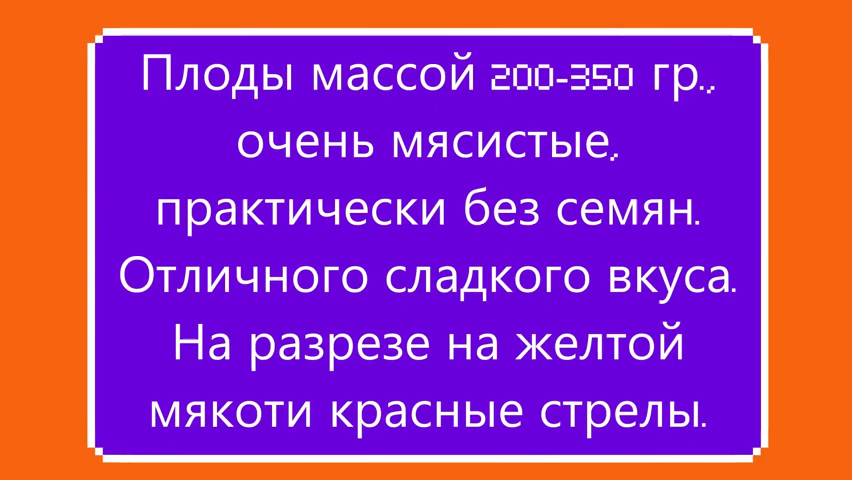 Плоды массой 200-350 гр.,
очень мясистые,
практически без семян.
Отличного сладкого вкуса.
На разрезе на желтой
мякоти красные стрелы.